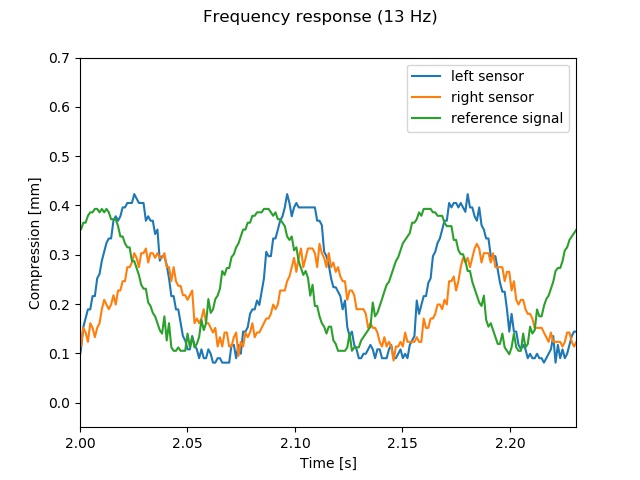 Frequency response (13 Hz)
0.7
0.6
0.5
0.4
0.3
0.2
0.1
0.0
Compression [mm]
left sensor
right sensor
reference signal
2.00
2.05
2.10
2.15
2.20
Time [s]